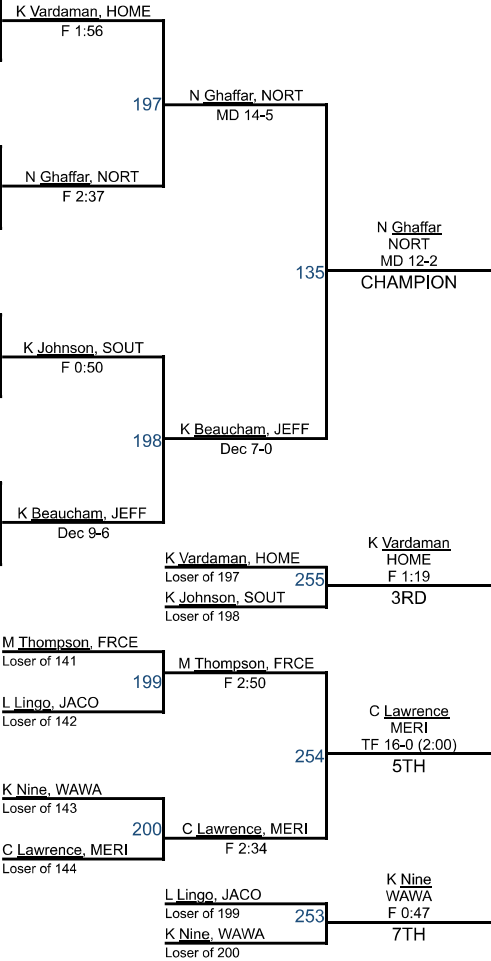 K Vardaman, HOME
F 1:56
197
N Ghaffar, NORT
MD 14-5
N Ghaffar, NORT
F 2:37
N Ghaffar
NORT
MD 12-2
CHAMPION
135
K Johnson, SOUT
F 0:50
198
K Beaucham, JEFF
Dec 7-0
K Beaucham, JEFF
Dec 9-6
K Vardaman, HOME
Loser of 197
255
K Johnson, SOUT
Loser of 198
K Vardaman
HOME
F 1:19
3RD
M Thompson, FRCE
Loser of 141
199
L Lingo, JACO
Loser of 142
M Thompson, FRCE
F 2:50
C Lawrence
MERI
TF 16-0 (2:00)
5TH
254
K Nine, WAWA
Loser of 143
200
C Lawrence, MERI
Loser of 144
C Lawrence, MERI
F 2:34
L Lingo, JACO
Loser of 199
253
K Nine, WAWA
Loser of 200
K Nine
WAWA
F 0:47
7TH